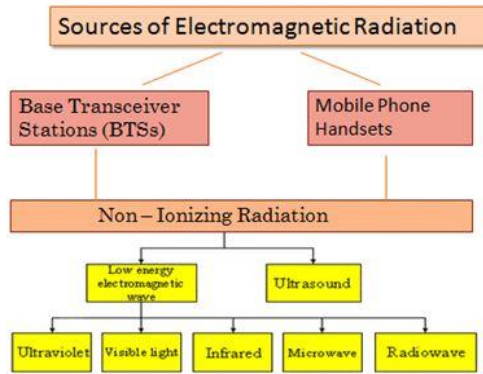 Sources of Electromagnetic Radiation
Base Transceiver
Stations (BTSs)
Mobile Phone
Handsets
Non – Ionizing Radiation
Low energy
electromagnetic
wave
Ultrasound
Ultraviolet
Visible light
Infrared
Microwave
Radiowave